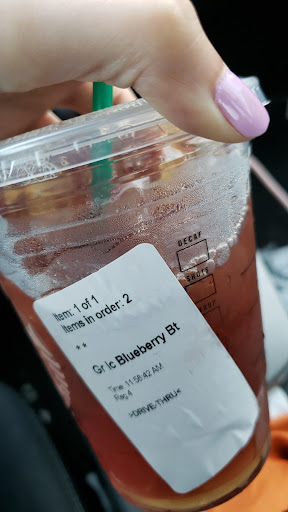 Item: 1 of 1
Items in order: 2
**
Gr Ic Blueberry Bt
Time: 11:58:42 AM
Reg: 4
>DRIVE-THRU<
DECAF
SHOTS